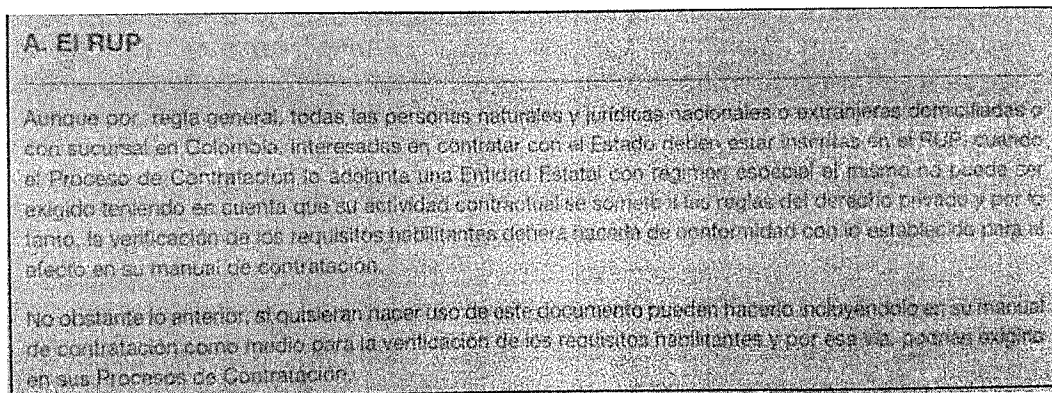 A. El RUP
Aunque por, regla general, todas las personas naturales y jurídicas nacionales o extranjeras domiciliadas o
con sucursal en Colombia, interesadas en contratar con el Estado deben estar inscritas en el RUP, cuando
el Proceso de Contratación lo adelanta una Entidad Estatal con régimen especial el mismo no puede ser
exigido teniendo en cuenta que su actividad contractual se somete a las reglas del derecho privado y por lo
tanto, la verificación de los requisitos habilitantes deberá hacerla de conformidad con lo establecido para el
efecto en su manual de contratación.
No obstante lo anterior, si quisieran hacer uso de este documento pueden hacerlo incluyéndolo en su manual
de contratación como medio para la verificación de los requisitos habilitantes y por esa vía, podrán exigirlo
en sus Procesos de Contratación.